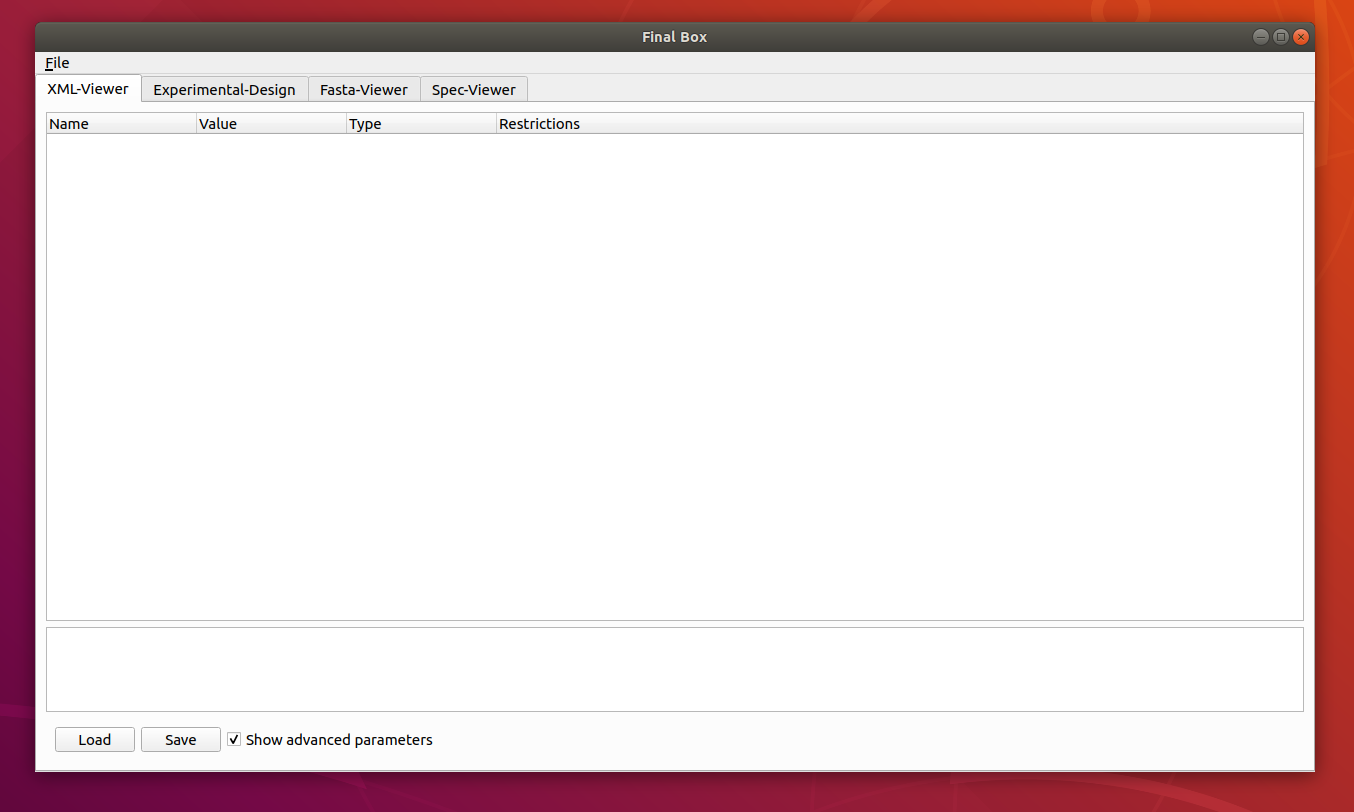 Final Box
File
XML-Viewer Experimental-Design Fasta-Viewer Spec-Viewer
Name Value Type Restrictions
Load Save Show advanced parameters